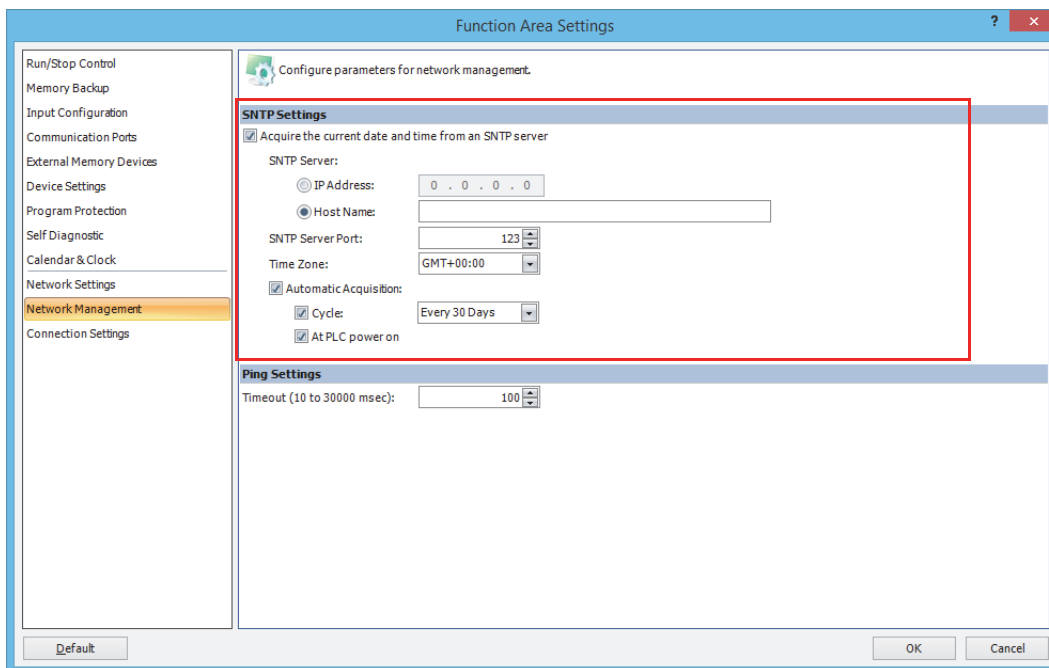 Function Area Settings
?
Run/Stop Control
Memory Backup
Input Configuration
Communication Ports
External Memory Devices
Device Settings
Program Protection
Self Diagnostic
Calendar & Clock
Network Settings
Network Management
Connection Settings
Configure parameters for network management.
SNTP Settings
Acquire the current date and time from an SNTP server
SNTP Server:
IP Address: 0 . 0 . 0 . 0
Host Name:
SNTP Server Port: 123
Time Zone: GMT+00:00
Automatic Acquisition:
Cycle: Every 30 Days
At PLC power on
Ping Settings
Timeout (10 to 30000 msec): 100
Default
OK
Cancel